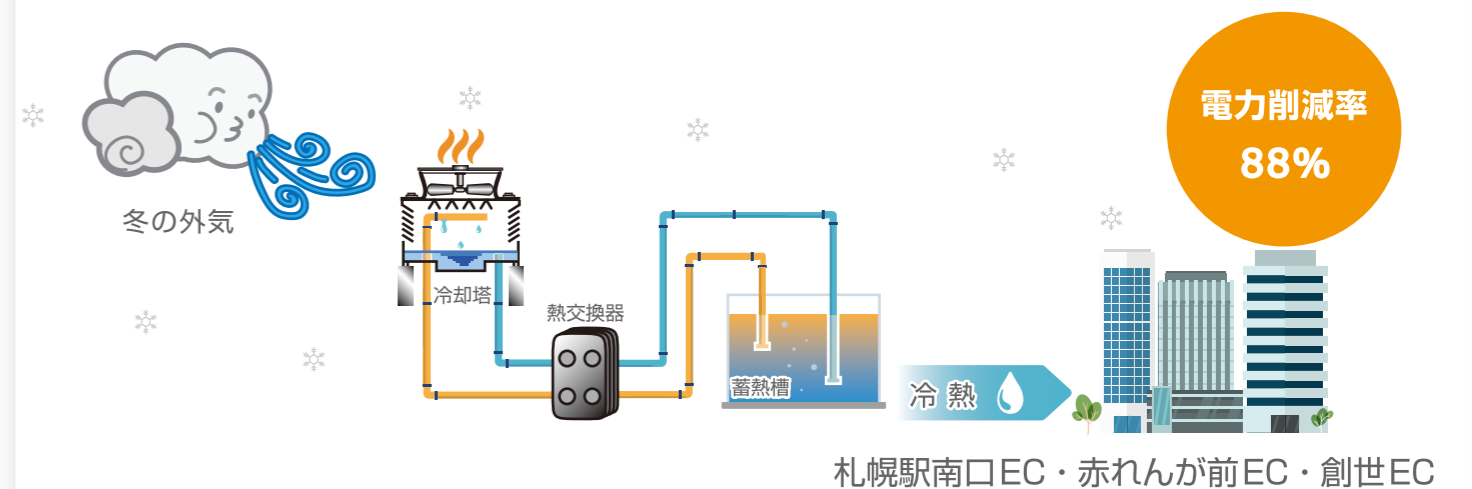 電力削減率
88%
冬の外気
冷却塔
熱交換器
蓄熱槽
冷熱
札幌駅南口EC・赤れんが前EC・創世EC